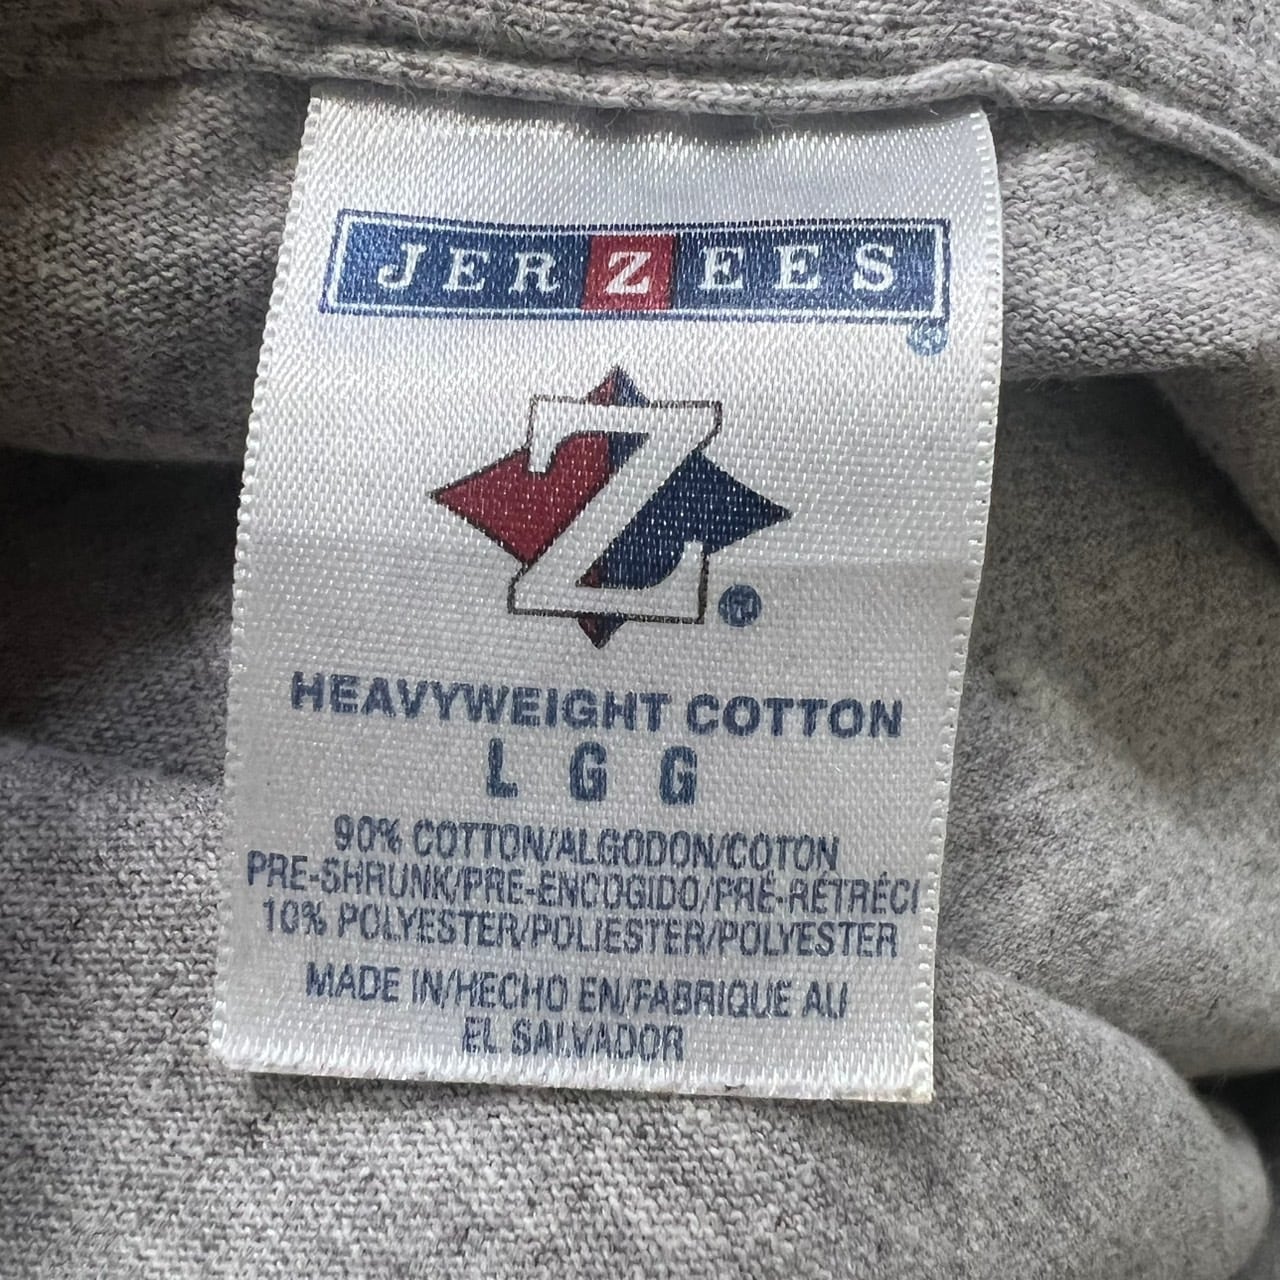 JERZEES
Z
HEAVYWEIGHT COTTON
L G G
90% COTTON/ALGODON/COTON
PRE-SHRUNK/PRE-ENCOGIDO/PRÉ-RÉTRÉCI
10% POLYESTER/POLIESTER/POLYESTER
MADE IN/HECHO EN/FABRIQUE AU
EL SALVADOR